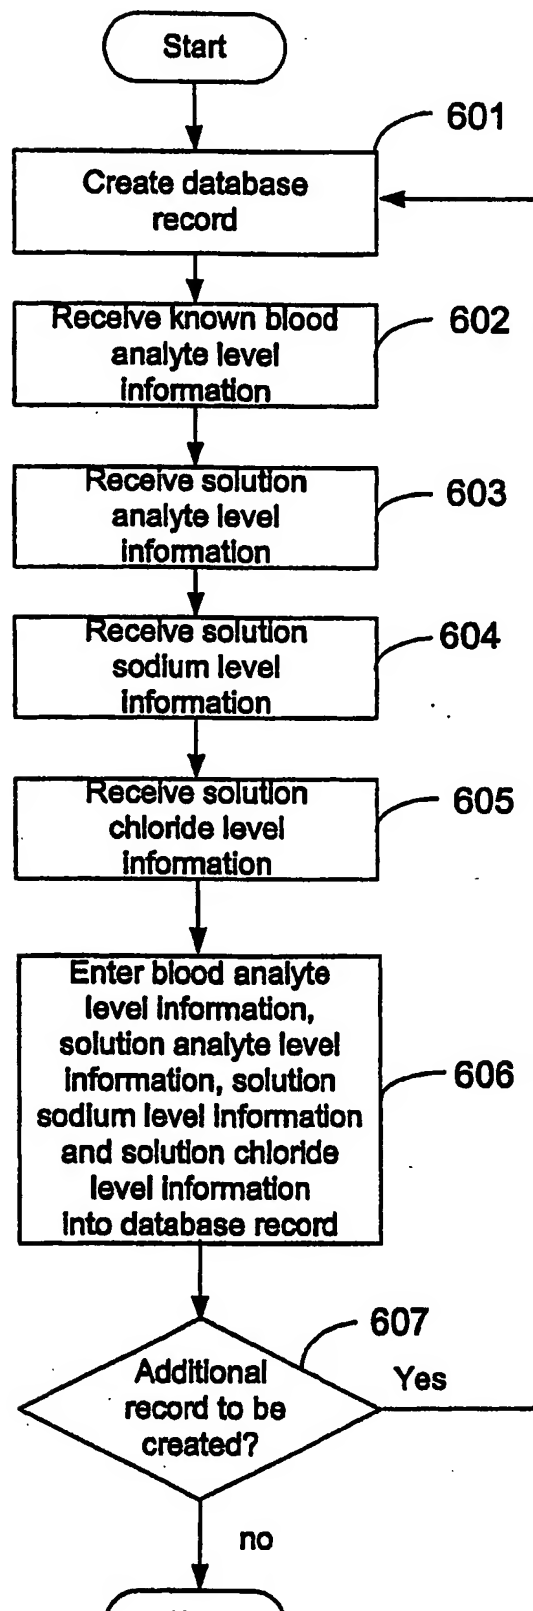 Start
601
Create database
record
602
Receive known blood
analyte level
information
603
Receive solution
analyte level
information
604
Receive solution
sodium level
information
605
Receive solution
chloride level
information
606
Enter blood analyte
level information,
solution analyte level
information, solution
sodium level information
and solution chloride
level information
into database record
607
Additional
record to be
created?
Yes
no